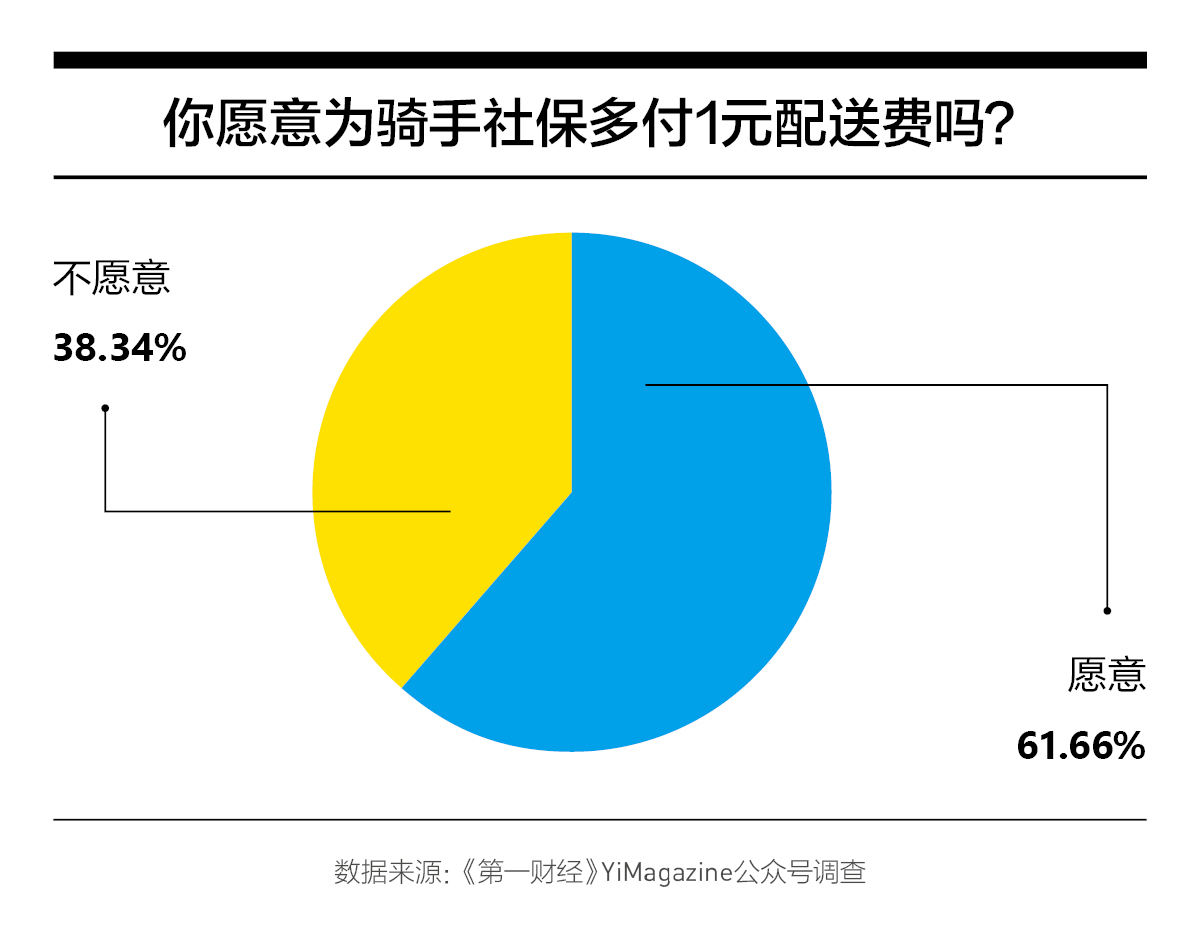 你愿意为骑手社保多付1元配送费吗？
不愿意
38.34%
愿意
61.66%
数据来源：《第一财经》YiMagazine公众号调查